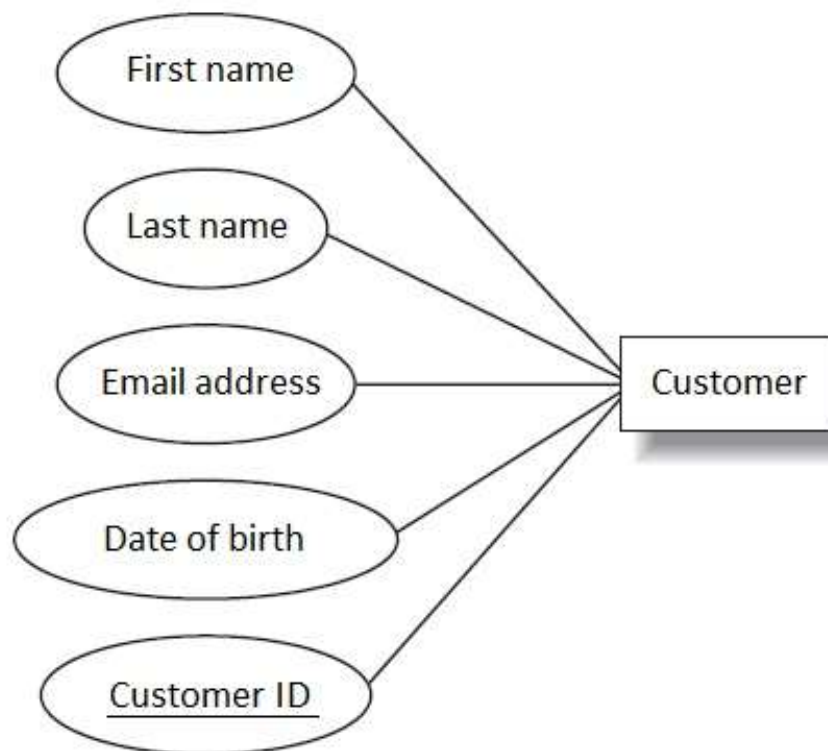 First name
Last name
Email address
Customer
Date of birth
Customer ID